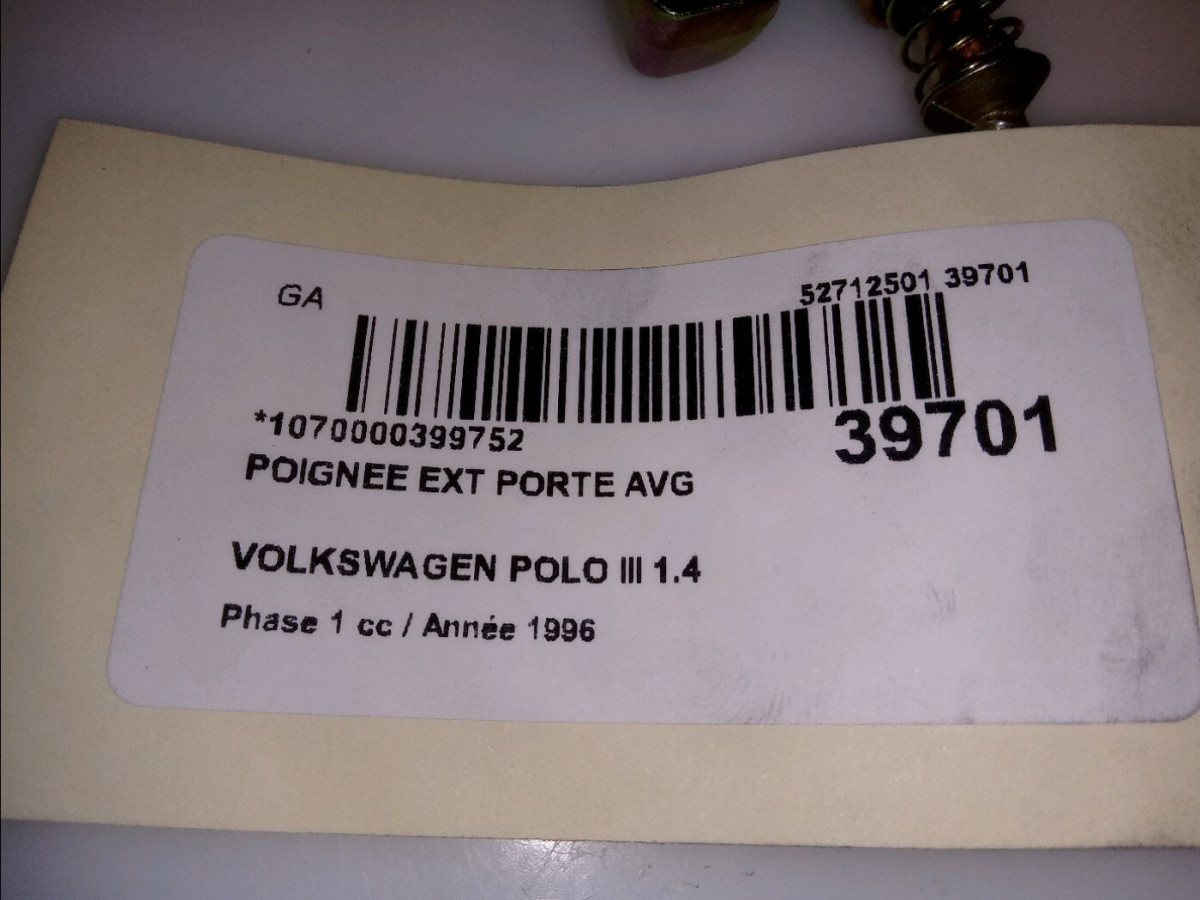 GA
52712501 39701
*1070000399752
39701
POIGNEE EXT PORTE AVG
VOLKSWAGEN POLO III 1.4
Phase 1 cc / Année 1996